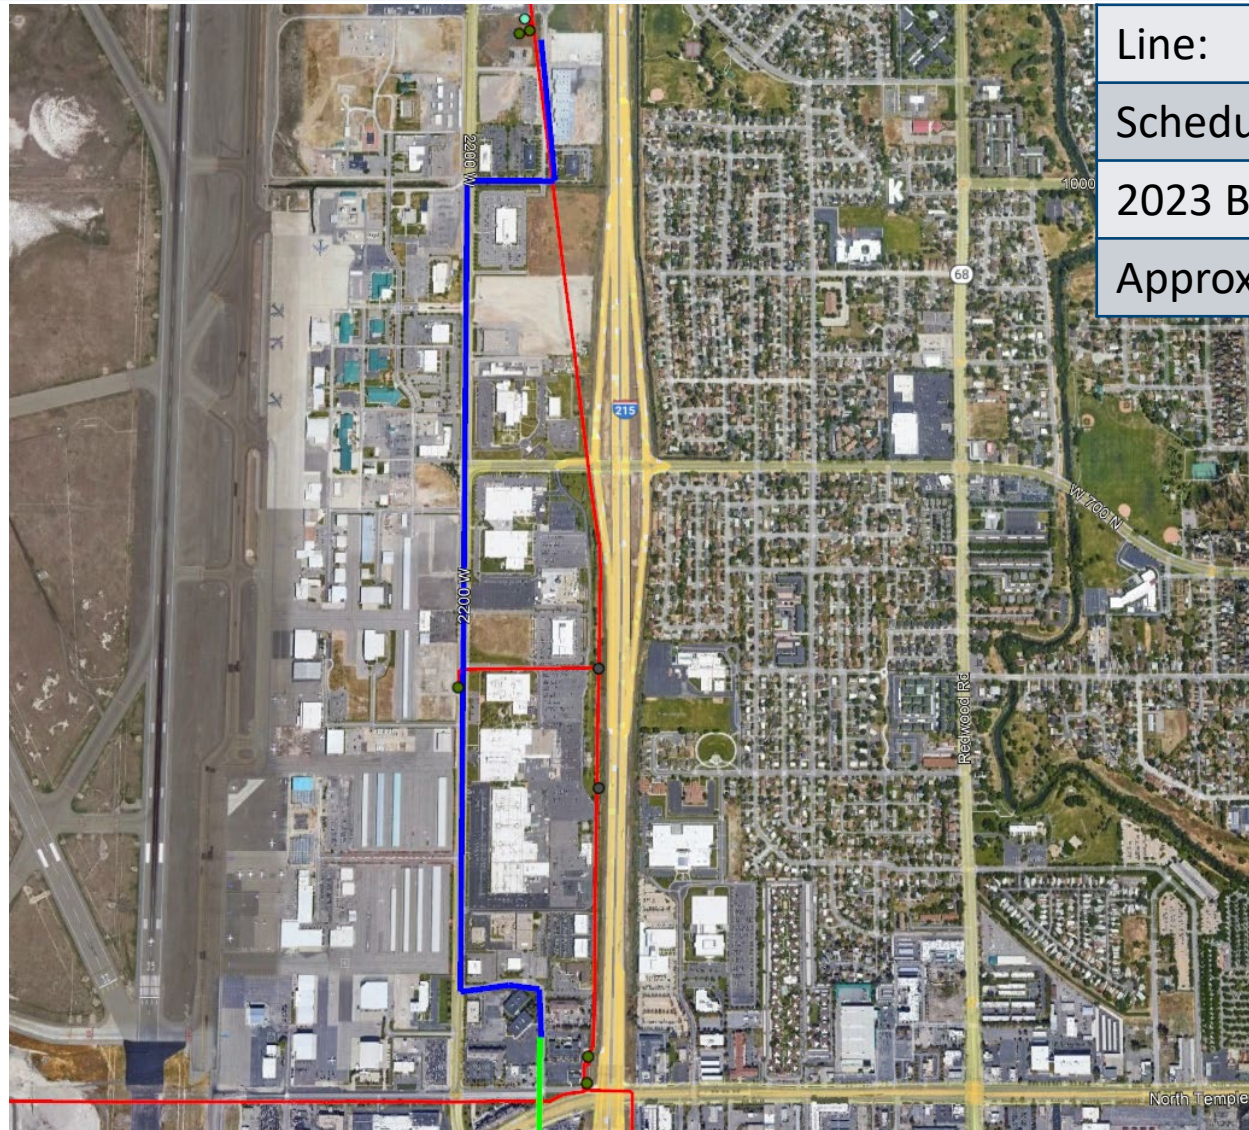 Line:
Schedu
2023 B
Approx
2200 W
1000
68
215
W 700 N
2200 W
Redwood Rd
North Temple